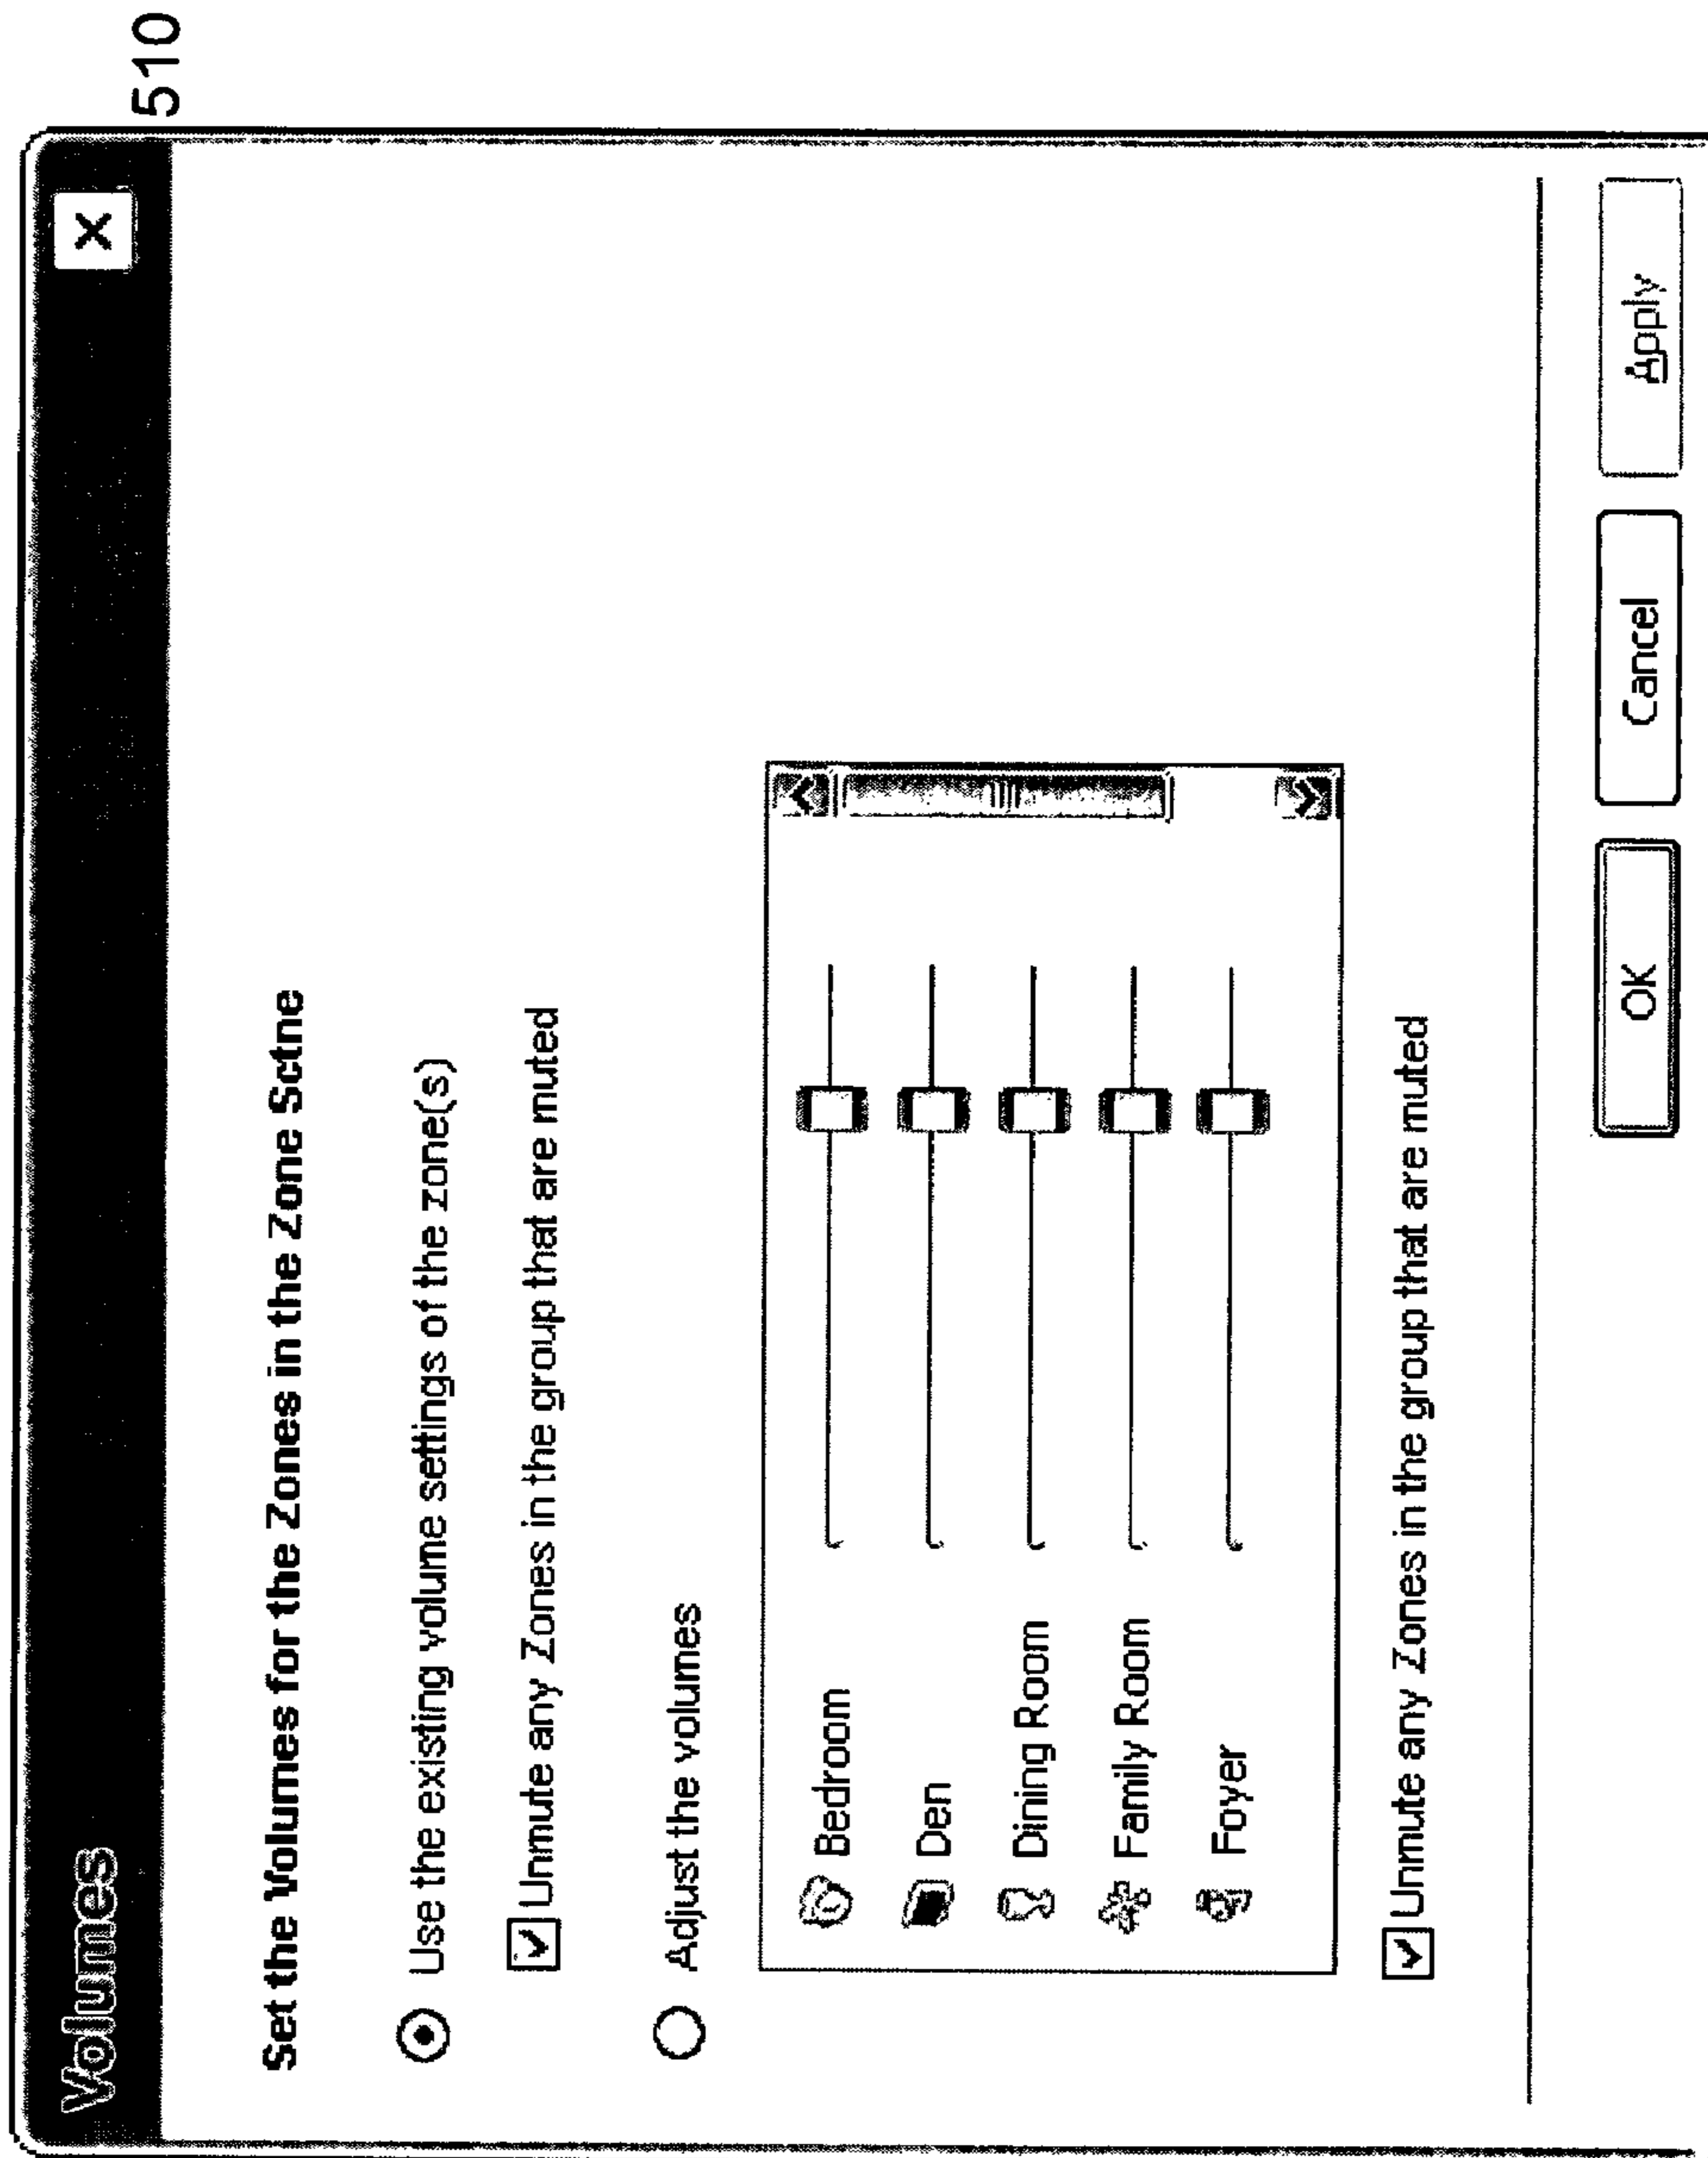 510
Volumes
Set the Volumes for the Zones in the Zone Sctne
Use the existing volume settings of the zone(s)
Unmute any Zones in the group that are muted
Adjust the volumes
Bedroom
Den
Dining Room
Family Room
Foyer
Unmute any Zones in the group that are muted
OK Cancel Apply